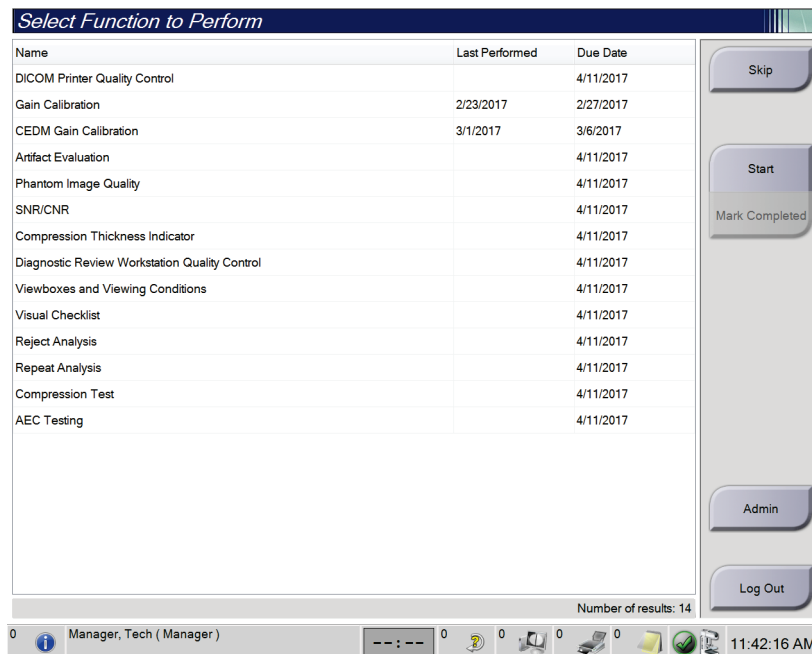 Select Function to Perform
Name Last Performed Due Date
DICOM Printer Quality Control 4/11/2017
Gain Calibration 2/23/2017 2/27/2017
CEDM Gain Calibration 3/1/2017 3/6/2017
Artifact Evaluation 4/11/2017
Phantom Image Quality 4/11/2017
SNR/CNR 4/11/2017
Compression Thickness Indicator 4/11/2017
Diagnostic Review Workstation Quality Control 4/11/2017
Viewboxes and Viewing Conditions 4/11/2017
Visual Checklist 4/11/2017
Reject Analysis 4/11/2017
Repeat Analysis 4/11/2017
Compression Test 4/11/2017
AEC Testing 4/11/2017
Number of results: 14
Skip
Start
Mark Completed
Admin
Log Out
0 Manager, Tech ( Manager ) --:-- 0 0 0 0 11:42:16 AM